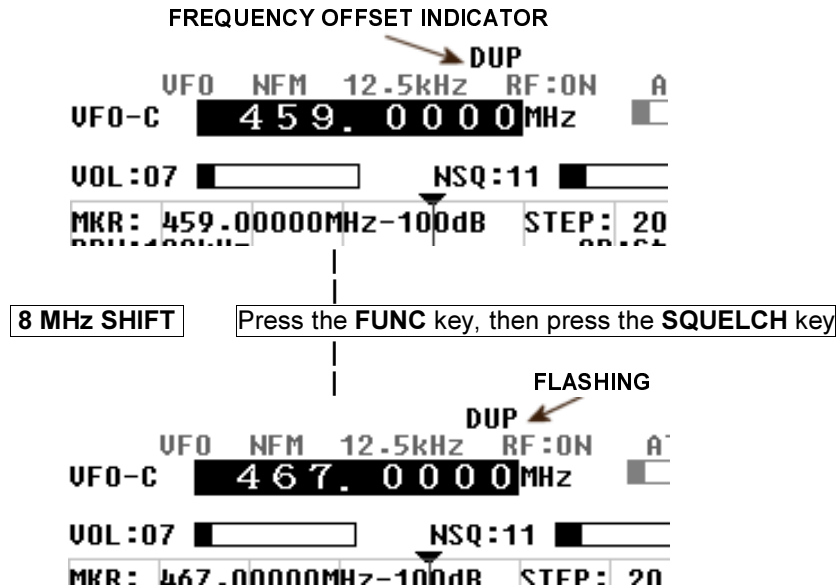 FREQUENCY OFFSET INDICATOR
DUP
VFO NFM 12.5kHz RF:ON A
VFO-C 459.0000MHz
VOL:07 NSQ:11
MKR: 459.00000MHz-100dB STEP: 20
8 MHz SHIFT Press the FUNC key, then press the SQUELCH key
FLASHING
DUP
VFO NFM 12.5kHz RF:ON A
VFO-C 467.0000MHz
VOL:07 NSQ:11
MKR: 467.00000MHz-100dB STEP: 20